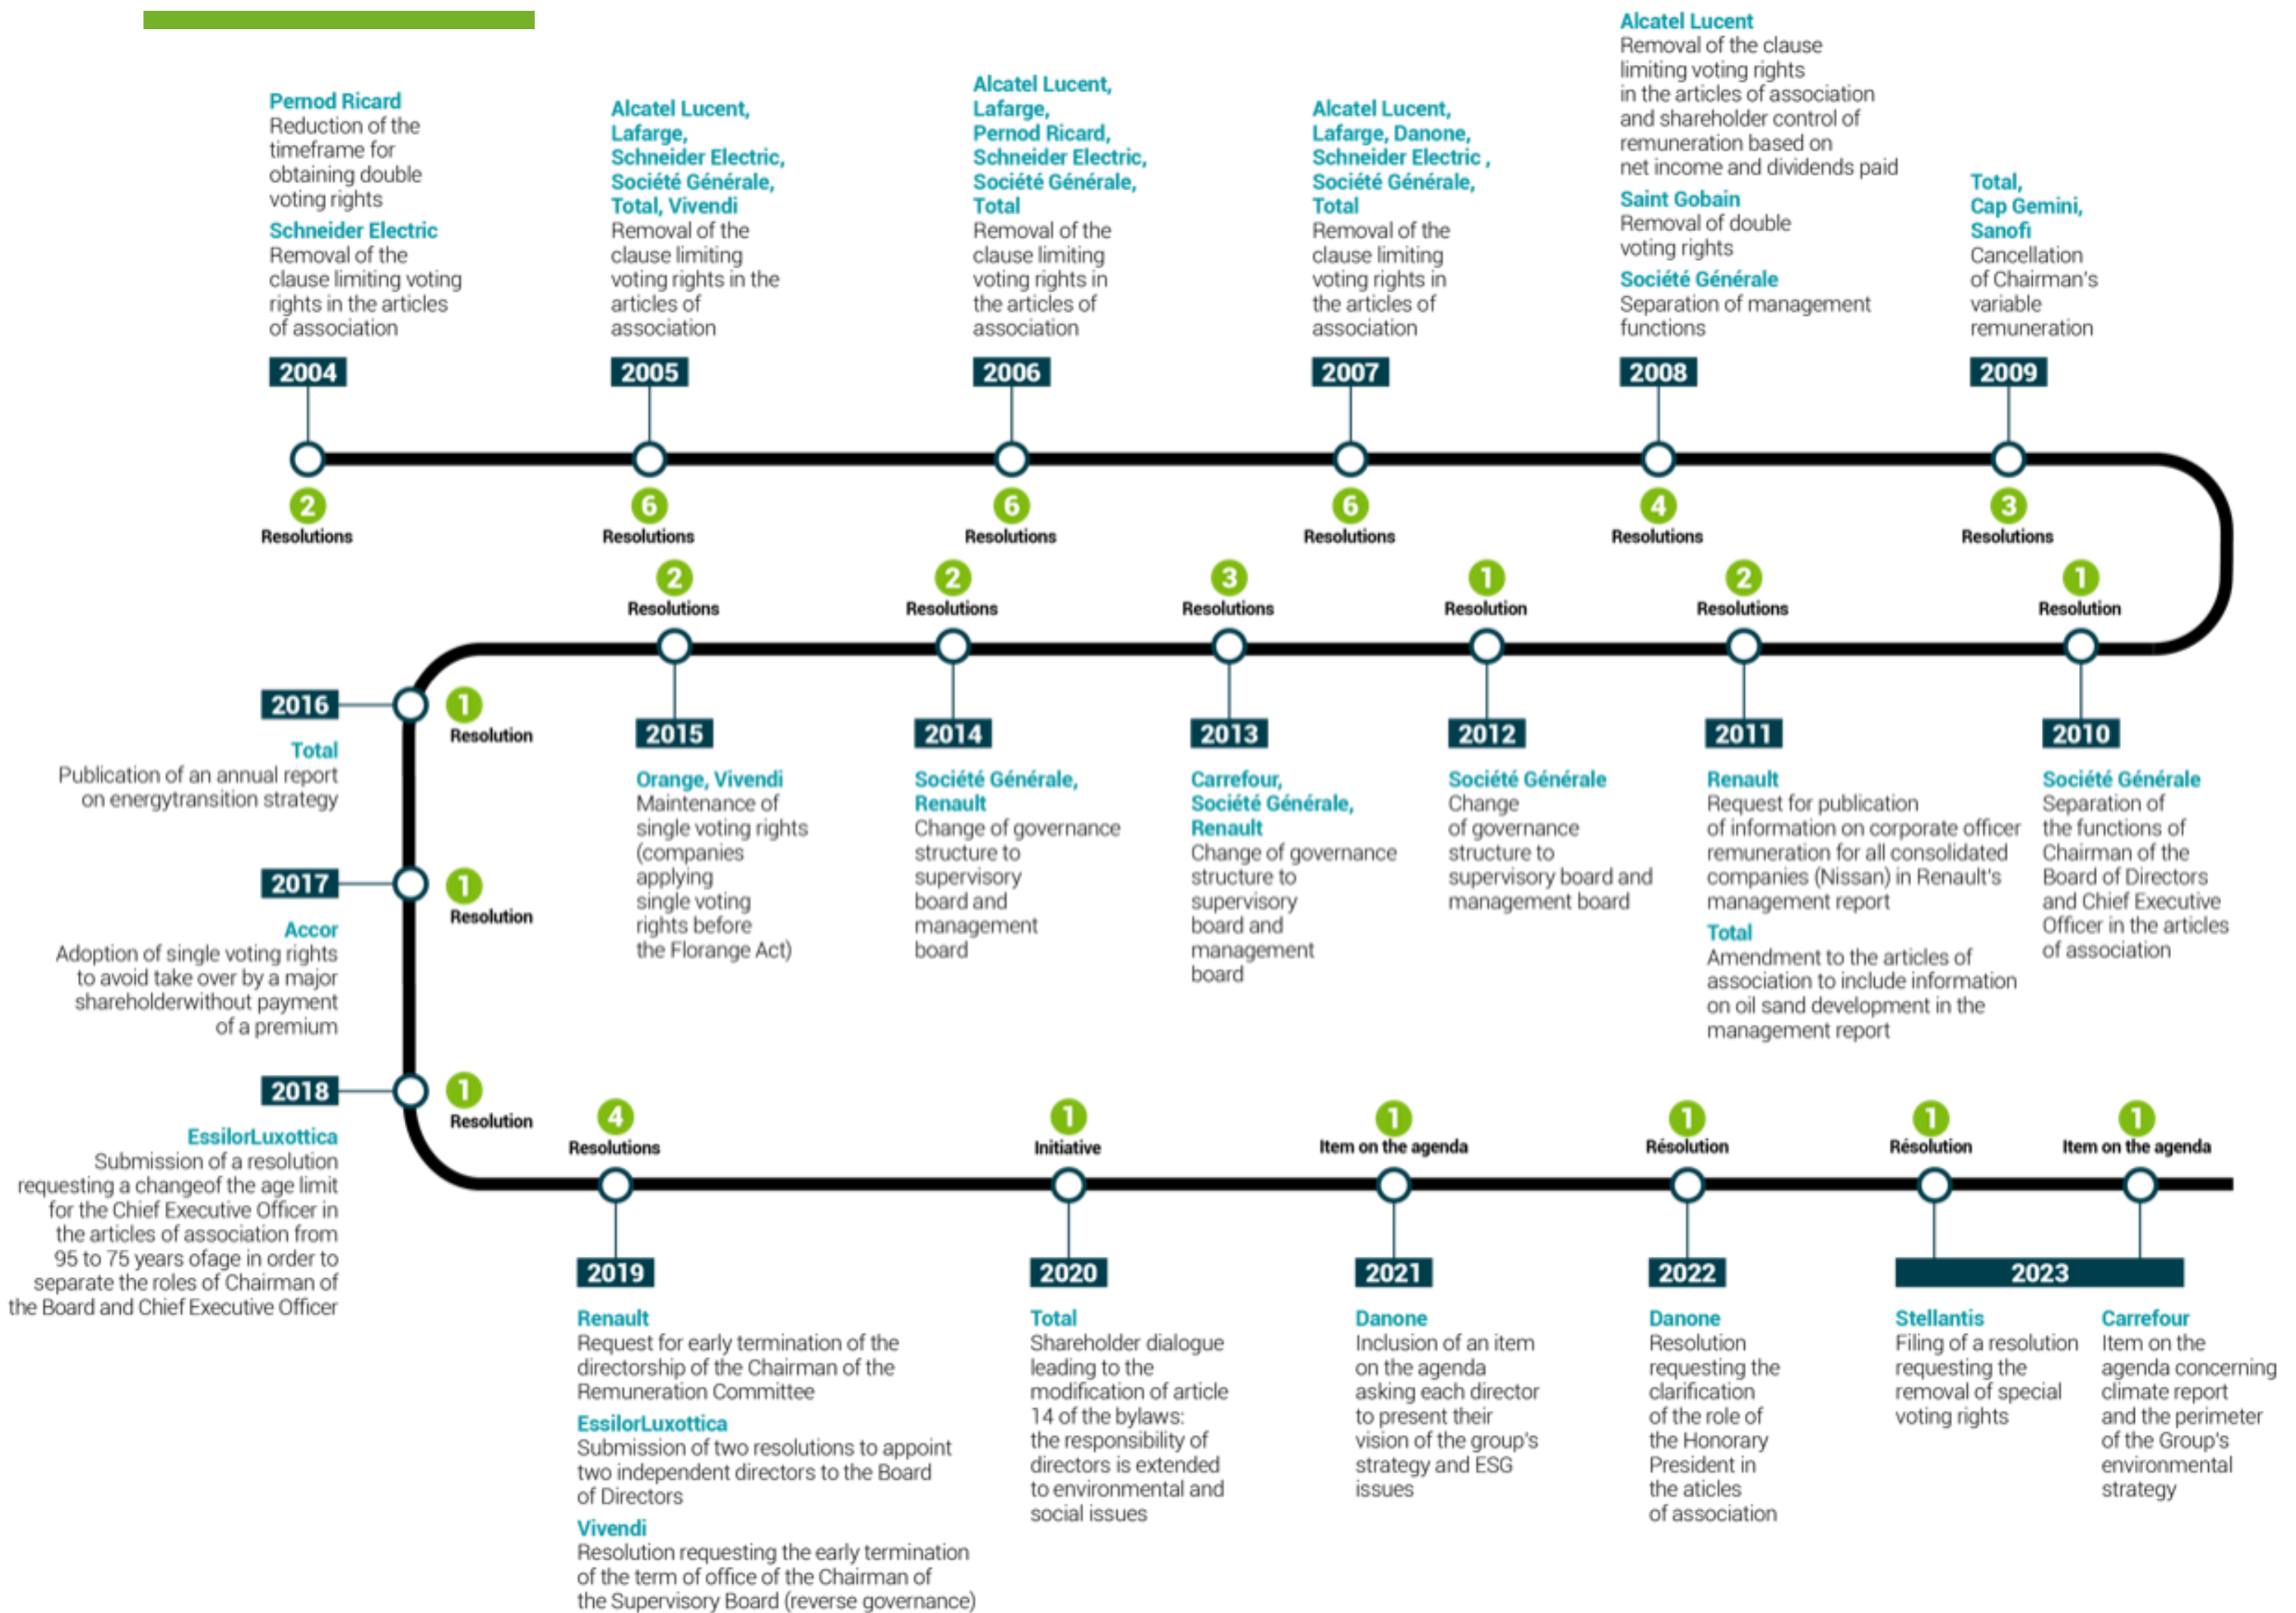 Pernod Ricard
Reduction of the
timeframe for
obtaining double
voting rights
Schneider Electric
Removal of the
clause limiting voting
rights in the articles
of association
2004
2
Resolutions
Alcatel Lucent,
Lafarge,
Schneider Electric,
Société Générale,
Total, Vivendi
Removal of the
clause limiting
voting rights in the
articles of
association
2005
6
Resolutions
Alcatel Lucent,
Lafarge,
Pernod Ricard,
Schneider Electric,
Société Générale,
Total
Removal of the
clause limiting
voting rights in
the articles of
association
2006
6
Resolutions
Alcatel Lucent,
Lafarge, Danone,
Schneider Electric ,
Société Générale,
Total
Removal of the
clause limiting
voting rights in
the articles of
association
2007
6
Resolutions
Alcatel Lucent
Removal of the clause
limiting voting rights
in the articles of association
and shareholder control of
remuneration based on
net income and dividends paid
Saint Gobain
Removal of double
voting rights
Société Générale
Separation of management
functions
2008
4
Resolutions
Total,
Cap Gemini,
Sanofi
Cancellation
of Chairman's
variable
remuneration
2009
3
Resolutions
1
Resolution
2010
Société Générale
Separation of
the functions of
Chairman of the
Board of Directors
and Chief Executive
Officer in the articles
of association
2
Resolutions
2011
Renault
Request for publication
of information on corporate officer
remuneration for all consolidated
companies (Nissan) in Renault's
management report
Total
Amendment to the articles of
association to include information
on oil sand development in the
management report
1
Resolution
2012
Société Générale
Change
of governance
structure to
supervisory board and
management board
3
Resolutions
2013
Carrefour,
Société Générale,
Renault
Change of governance
structure to
supervisory
board and
management
board
2
Resolutions
2014
Société Générale,
Renault
Change of governance
structure to
supervisory
board and
management
board
2
Resolutions
2015
Orange, Vivendi
Maintenance of
single voting rights
(companies
applying
single voting
rights before
the Florange Act)
2016
1
Resolution
Total
Publication of an annual report
on energytransition strategy
2017
1
Resolution
Accor
Adoption of single voting rights
to avoid take over by a major
shareholderwithout payment
of a premium
2018
1
Resolution
EssilorLuxottica
Submission of a resolution
requesting a changeof the age limit
for the Chief Executive Officer in
the articles of association from
95 to 75 years ofage in order to
separate the roles of Chairman of
the Board and Chief Executive Officer
4
Resolutions
2019
Renault
Request for early termination of the
directorship of the Chairman of the
Remuneration Committee
EssilorLuxottica
Submission of two resolutions to appoint
two independent directors to the Board
of Directors
Vivendi
Resolution requesting the early termination
of the term of office of the Chairman of
the Supervisory Board (reverse governance)
1
Initiative
2020
Total
Shareholder dialogue
leading to the
modification of article
14 of the bylaws:
the responsibility of
directors is extended
to environmental and
social issues
1
Item on the agenda
2021
Danone
Inclusion of an item
on the agenda
asking each director
to present their
vision of the group's
strategy and ESG
issues
1
Résolution
2022
Danone
Resolution
requesting the
clarification
of the role of
the Honorary
President in
the aticles
of association
1
Résolution
1
Item on the agenda
2023
Stellantis
Filing of a resolution
requesting the
removal of special
voting rights
Carrefour
Item on the
agenda concerning
climate report
and the perimeter
of the Group's
environmental
strategy